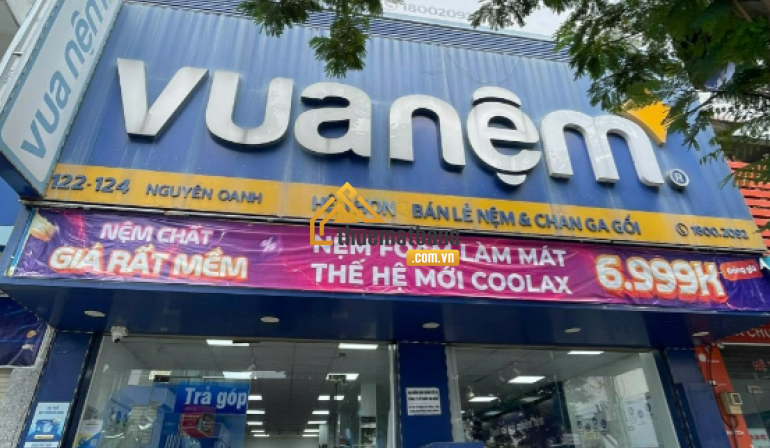 18002092
vua nệm
vuanệm®
122-124 NGUYỄN OANH
BÁN LẺ NỆM & CHĂN GA GỐI
1800.2092
NỆM CHẤT
GIÁ RẤT MỀM
NỆM LÀM MÁT
THẾ HỆ MỚI COOLAX
6.999K
Đồng giá
.com.vn
Trả góp